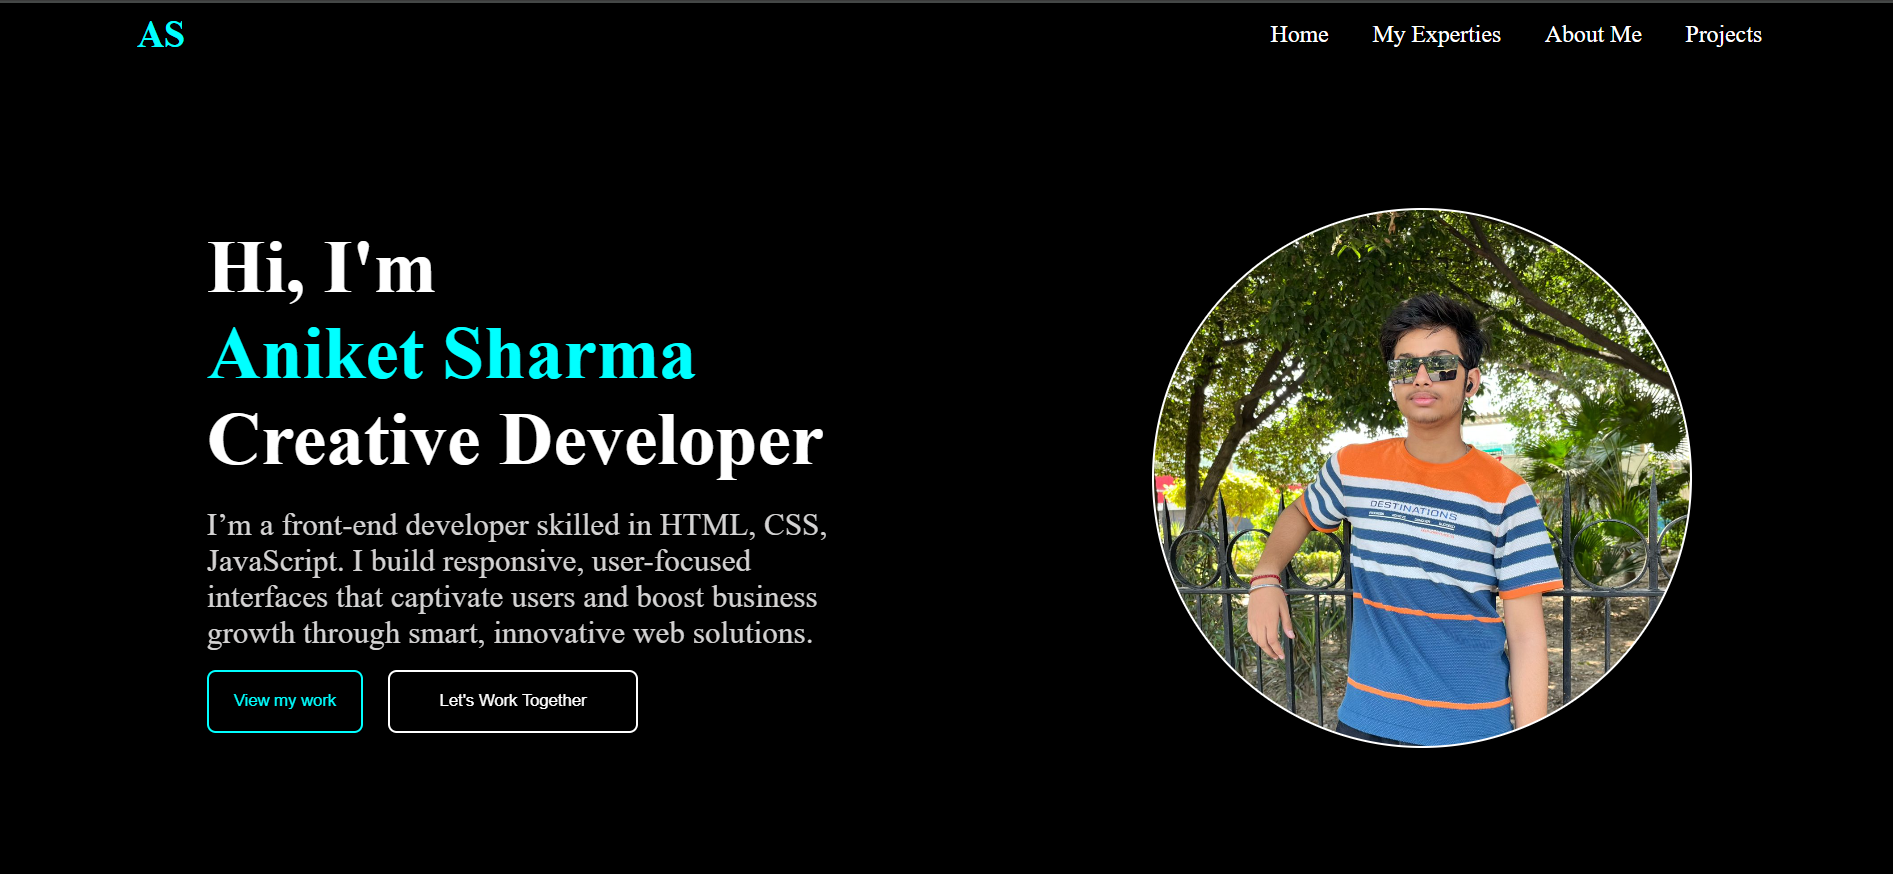 AS
Home
My Experties
About Me
Projects
Hi, I'm
Aniket Sharma
Creative Developer
I’m a front-end developer skilled in HTML, CSS,
JavaScript. I build responsive, user-focused
interfaces that captivate users and boost business
growth through smart, innovative web solutions.
View my work
Let's Work Together
DESTINATIONS